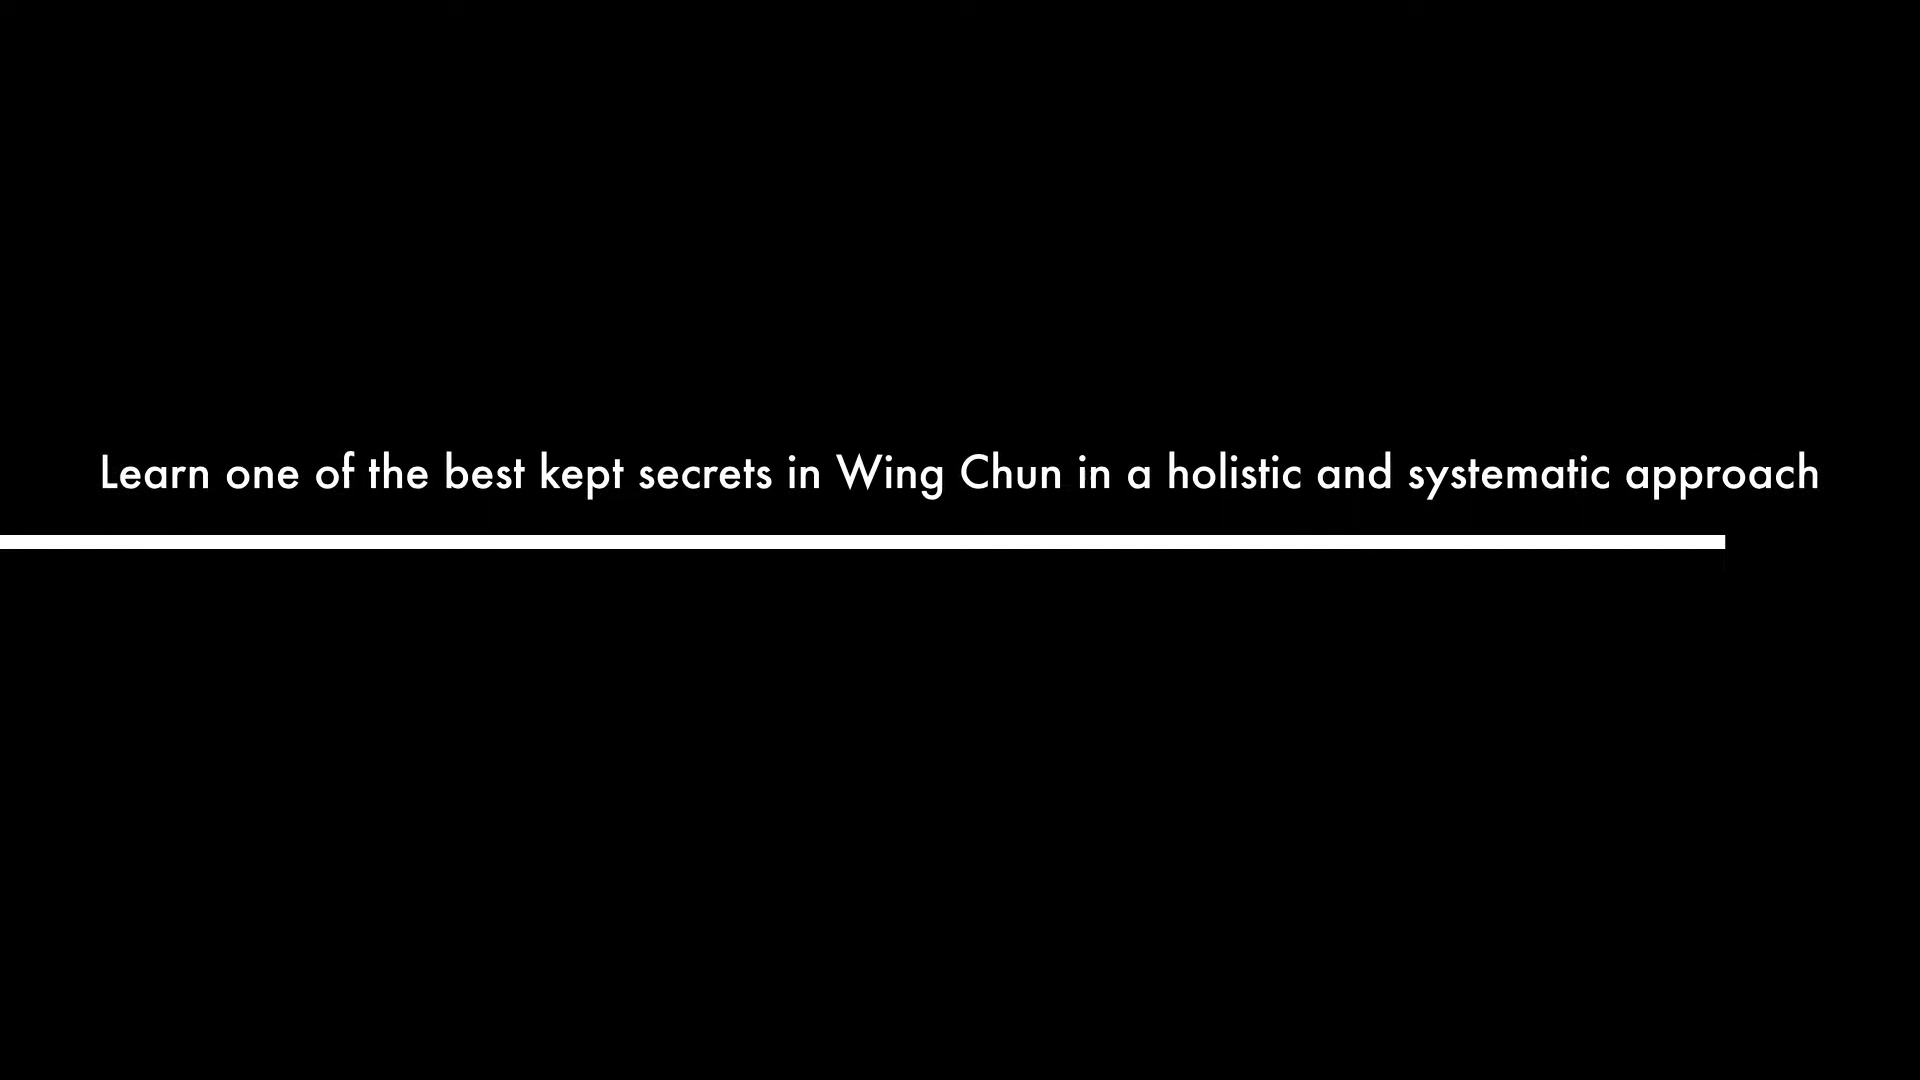 Learn one of the best kept secrets in Wing Chun in a holistic and systematic approach